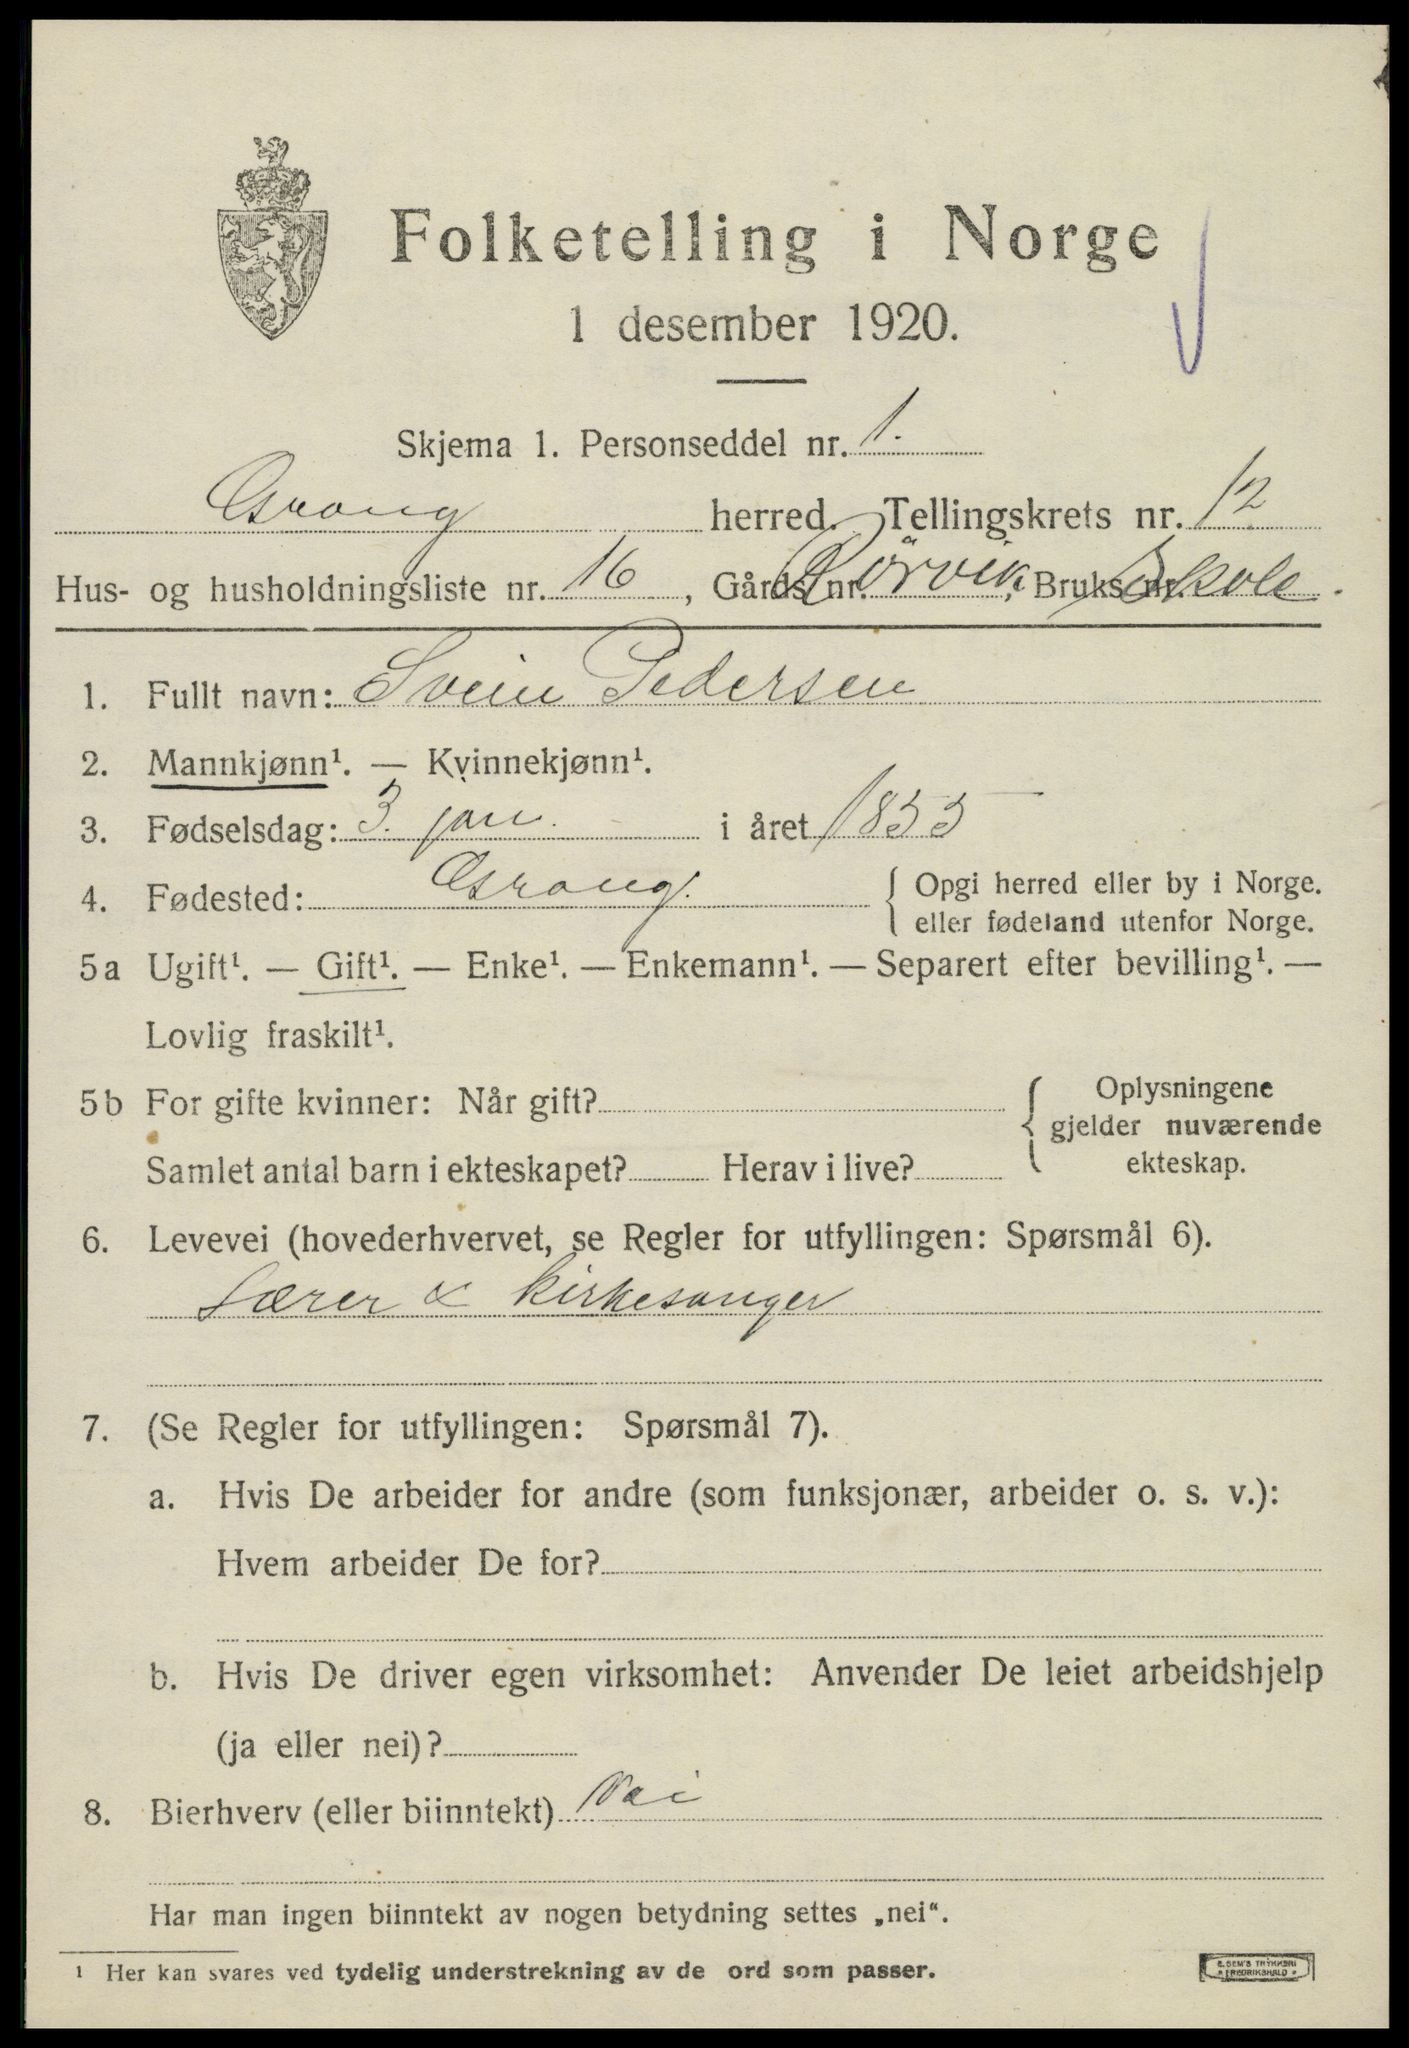 Folketelling i Norge
1 desember 1920.
Skjema 1. Personseddel nr. 1.
Grong herred. Tellingskrets nr. 12
Hus- og husholdningsliste nr. 16, Gårds nr. Rörvik, Bruks nr. Skole.
1. Fullt navn: Svein Pedersen
2. Mannkjønn¹. — Kvinnekjønn¹.
3. Fødselsdag: 3. jan. i året 1855
4. Fødested: Grong. { Opgi herred eller by i Norge.
eller fødeland utenfor Norge.
5a Ugift¹. — Gift¹. — Enke¹. — Enkemann¹. — Separert efter bevilling¹. —
Lovlig fraskilt¹.
5b For gifte kvinner: Når gift? { Oplysningene
gjelder nuværende
Samlet antal barn i ekteskapet? Herav i live? ekteskap.
6. Levevei (hovederhvervet, se Regler for utfyllingen: Spørsmål 6).
Lærer & kirkesanger
7. (Se Regler for utfyllingen: Spørsmål 7).
a. Hvis De arbeider for andre (som funksjonær, arbeider o. s. v.):
Hvem arbeider De for?
b. Hvis De driver egen virksomhet: Anvender De leiet arbeidshjelp
(ja eller nei)?
8. Bierhverv (eller biinntekt) Nei
Har man ingen biinntekt av nogen betydning settes „nei“.
¹ Her kan svares ved tydelig understrekning av de ord som passer.
E. SEM'S TRYKKERI
FREDRIKSHALD